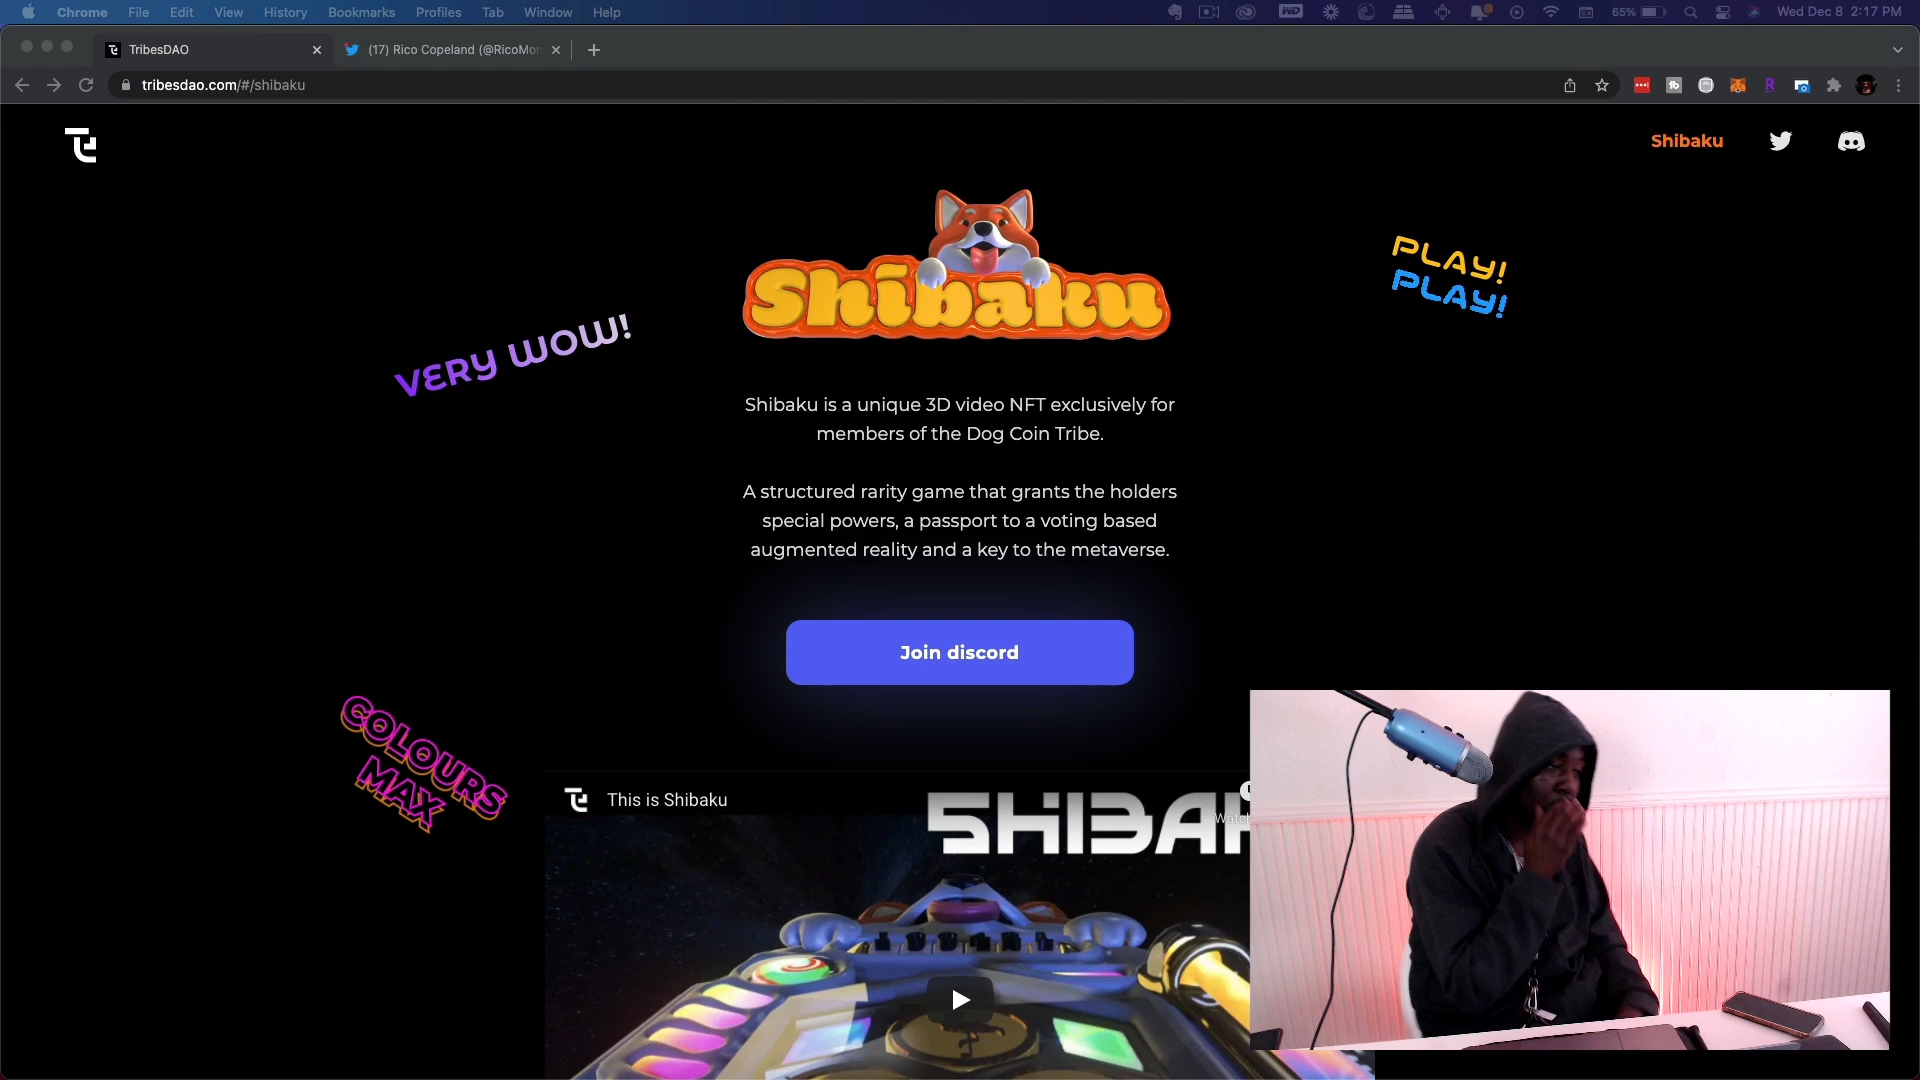 Chrome File Edit View History Bookmarks Profiles Tab Window Help
65% Wed Dec 8 2:17 PM
TribesDAO
(17) Rico Copeland (@RicoMon
tribesdao.com/#/shibaku
Shibaku
Shibaku
PLAY!
PLAY!
VERY WOW!
Shibaku is a unique 3D video NFT exclusively for
members of the Dog Coin Tribe.
A structured rarity game that grants the holders
special powers, a passport to a voting based
augmented reality and a key to the metaverse.
Join discord
COLOURS
MAX
This is Shibaku
SHIBAK
Watch